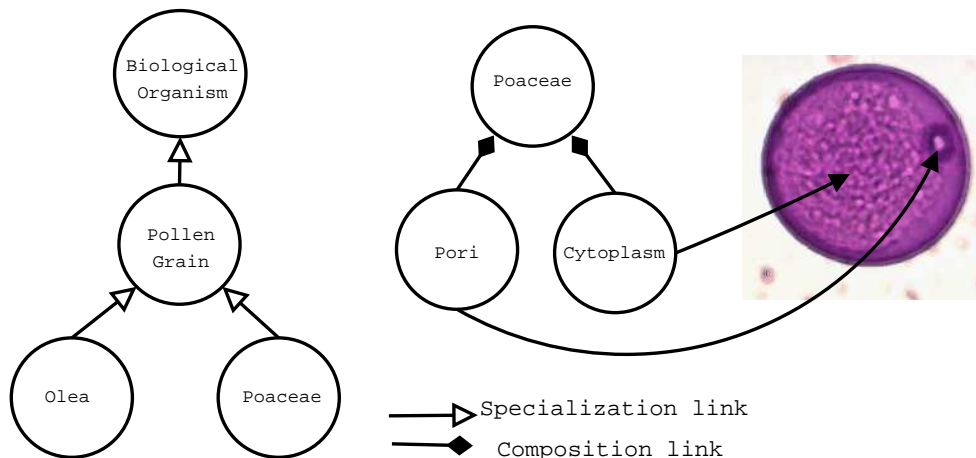 Biological
Organism
Pollen
Grain
Olea
Poaceae
Poaceae
Pori
Cytoplasm
Specialization link
Composition link